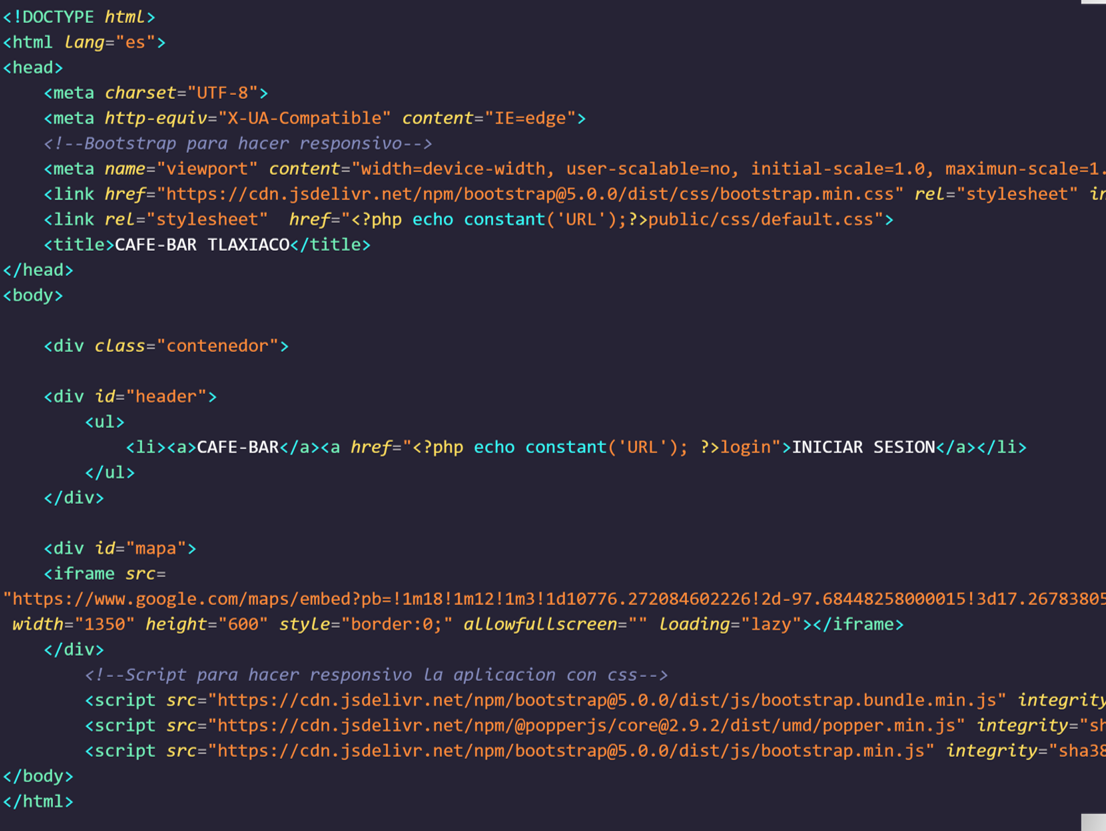 <!DOCTYPE html>
<html lang="es">
<head>
    <meta charset="UTF-8">
    <meta http-equiv="X-UA-Compatible" content="IE=edge">
    <!--Bootstrap para hacer responsivo-->
    <meta name="viewport" content="width=device-width, user-scalable=no, initial-scale=1.0, maximun-scale=1.
    <link href="https://cdn.jsdelivr.net/npm/bootstrap@5.0.0/dist/css/bootstrap.min.css" rel="stylesheet" in
    <link rel="stylesheet"  href="<?php echo constant('URL');?>public/css/default.css">
    <title>CAFE-BAR TLAXIACO</title>
</head>
<body>

    <div class="contenedor">

    <div id="header">
        <ul>
            <li><a>CAFE-BAR</a><a href="<?php echo constant('URL'); ?>login">INICIAR SESION</a></li>
        </ul>
    </div>

    <div id="mapa">
    <iframe src=
"https://www.google.com/maps/embed?pb=!1m18!1m12!1m3!1d10776.272084602226!2d-97.68448258000015!3d17.26783805
 width="1350" height="600" style="border:0;" allowfullscreen="" loading="lazy"></iframe>
    </div>
        <!--Script para hacer responsivo la aplicacion con css-->
        <script src="https://cdn.jsdelivr.net/npm/bootstrap@5.0.0/dist/js/bootstrap.bundle.min.js" integrity
        <script src="https://cdn.jsdelivr.net/npm/@popperjs/core@2.9.2/dist/umd/popper.min.js" integrity="sh
        <script src="https://cdn.jsdelivr.net/npm/bootstrap@5.0.0/dist/js/bootstrap.min.js" integrity="sha38
</body>
</html>